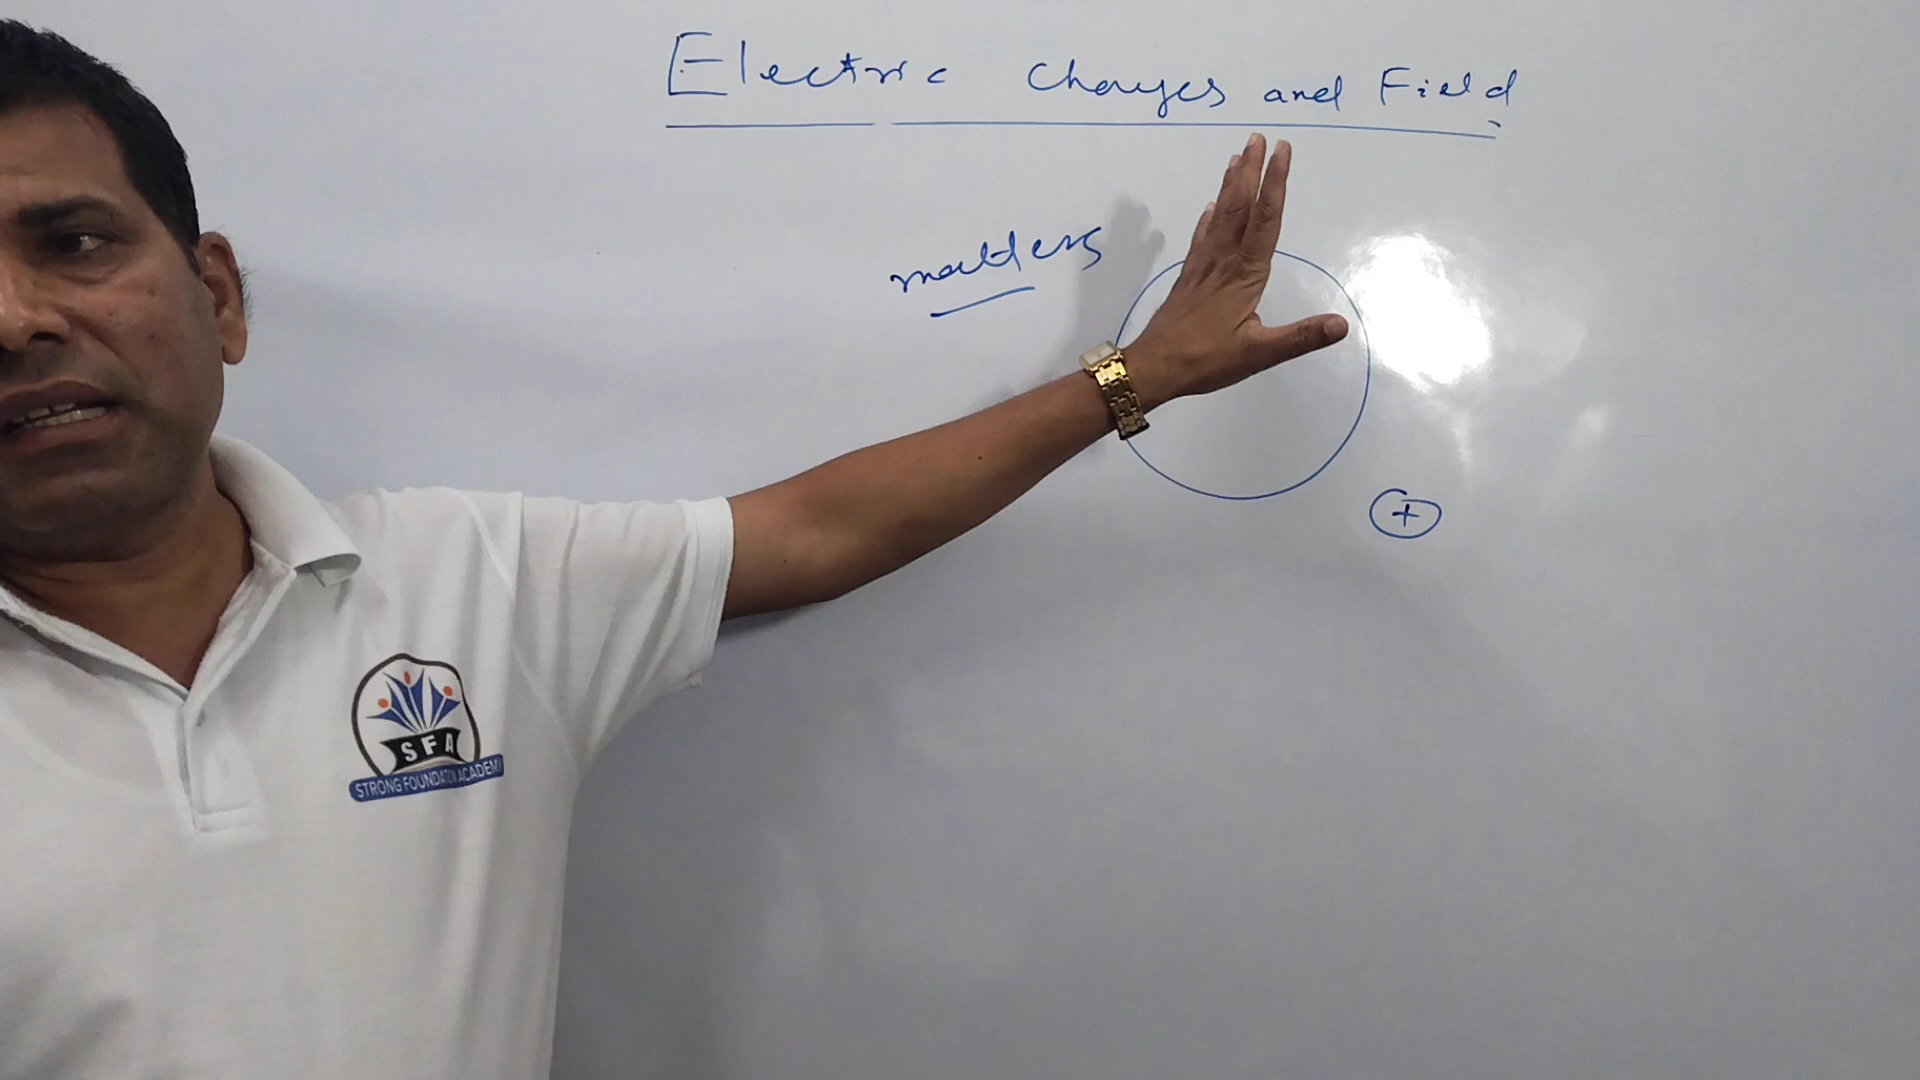 Electric Charges and Field
matters
+
SFA
STRONG FOUNDATION ACADEMY